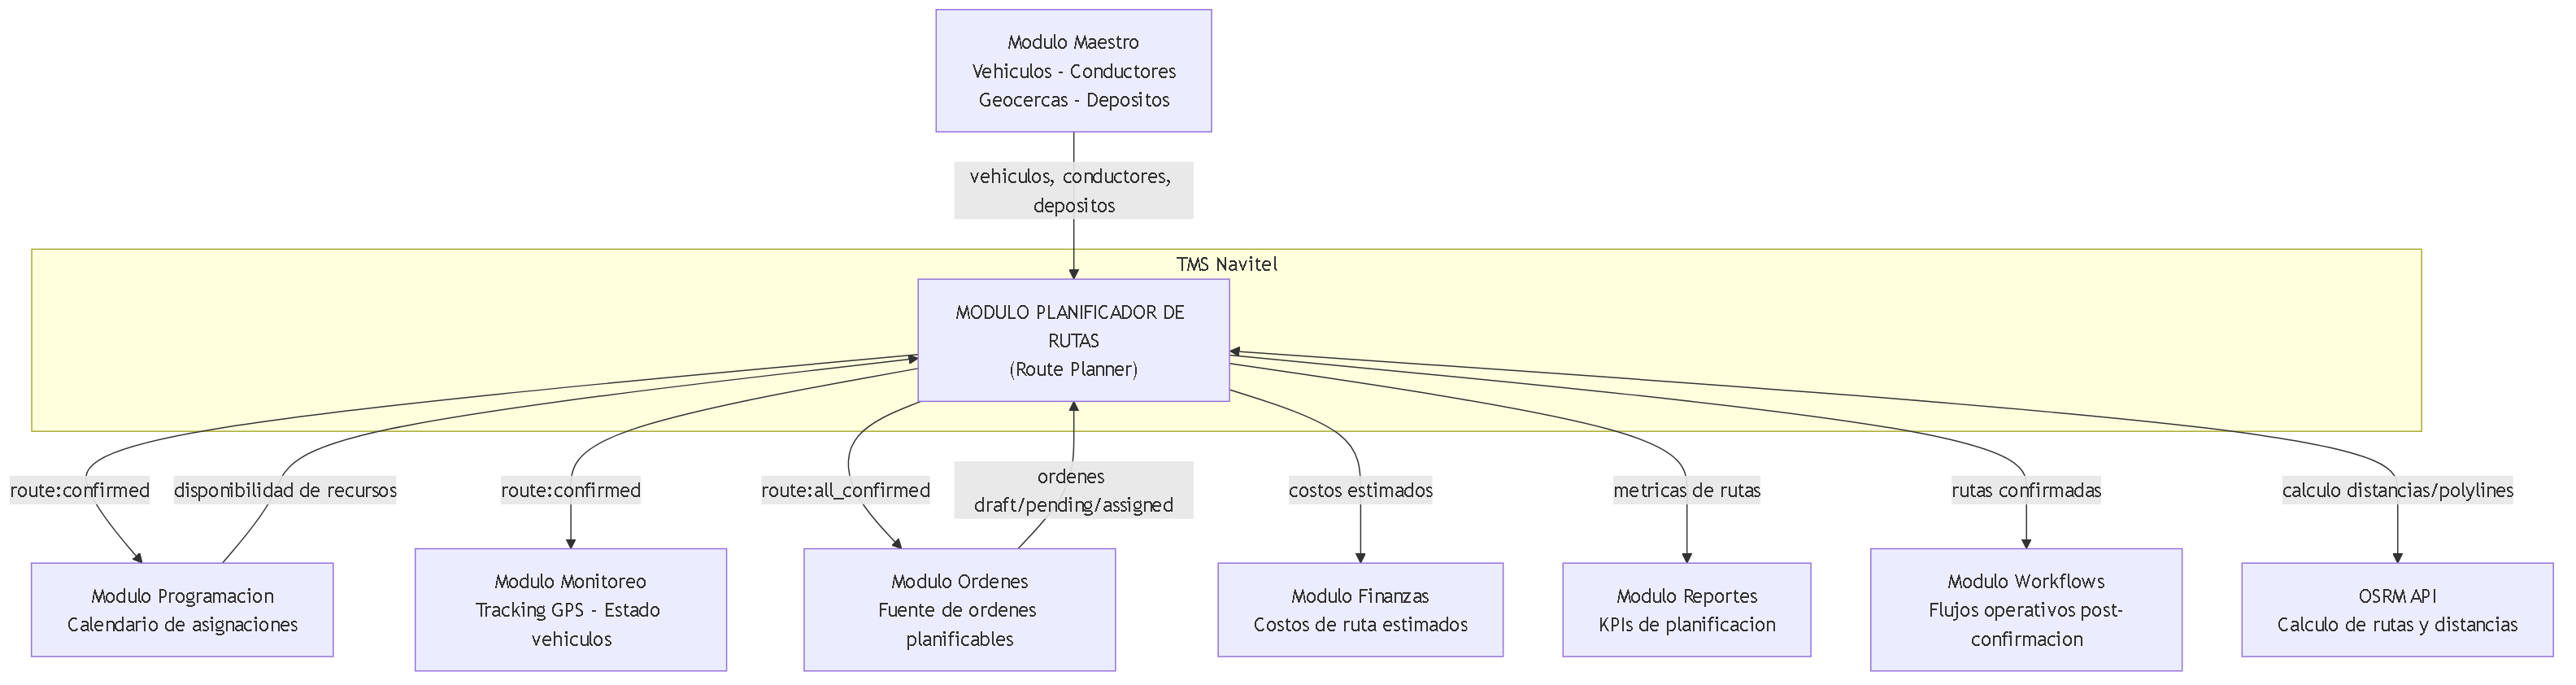 Modulo Maestro
Vehiculos - Conductores
Geocercas - Depositos
vehiculos, conductores,
depositos
TMS Navitel
MODULO PLANIFICADOR DE
RUTAS
(Route Planner)
route:confirmed
disponibilidad de recursos
route:confirmed
route:all_confirmed
ordenes
draft/pending/assigned
costos estimados
metricas de rutas
rutas confirmadas
calculo distancias/polylines
Modulo Programacion
Calendario de asignaciones
Modulo Monitoreo
Tracking GPS - Estado
vehiculos
Modulo Ordenes
Fuente de ordenes
planificables
Modulo Finanzas
Costos de ruta estimados
Modulo Reportes
KPIs de planificacion
Modulo Workflows
Flujos operativos post-
confirmacion
OSRM API
Calculo de rutas y distancias